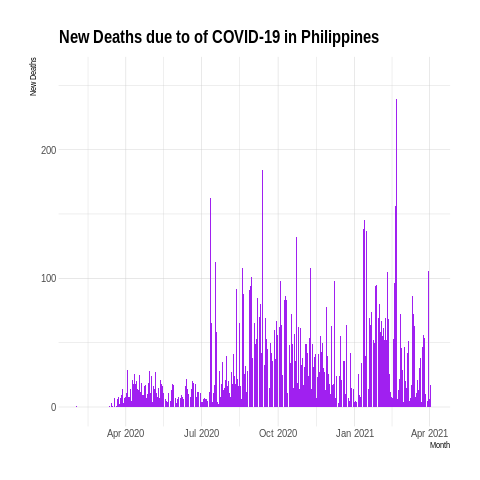 New Deaths due to of COVID-19 in Philippines
New Deaths
200
100
0
Apr 2020 Jul 2020 Oct 2020 Jan 2021 Apr 2021
Month